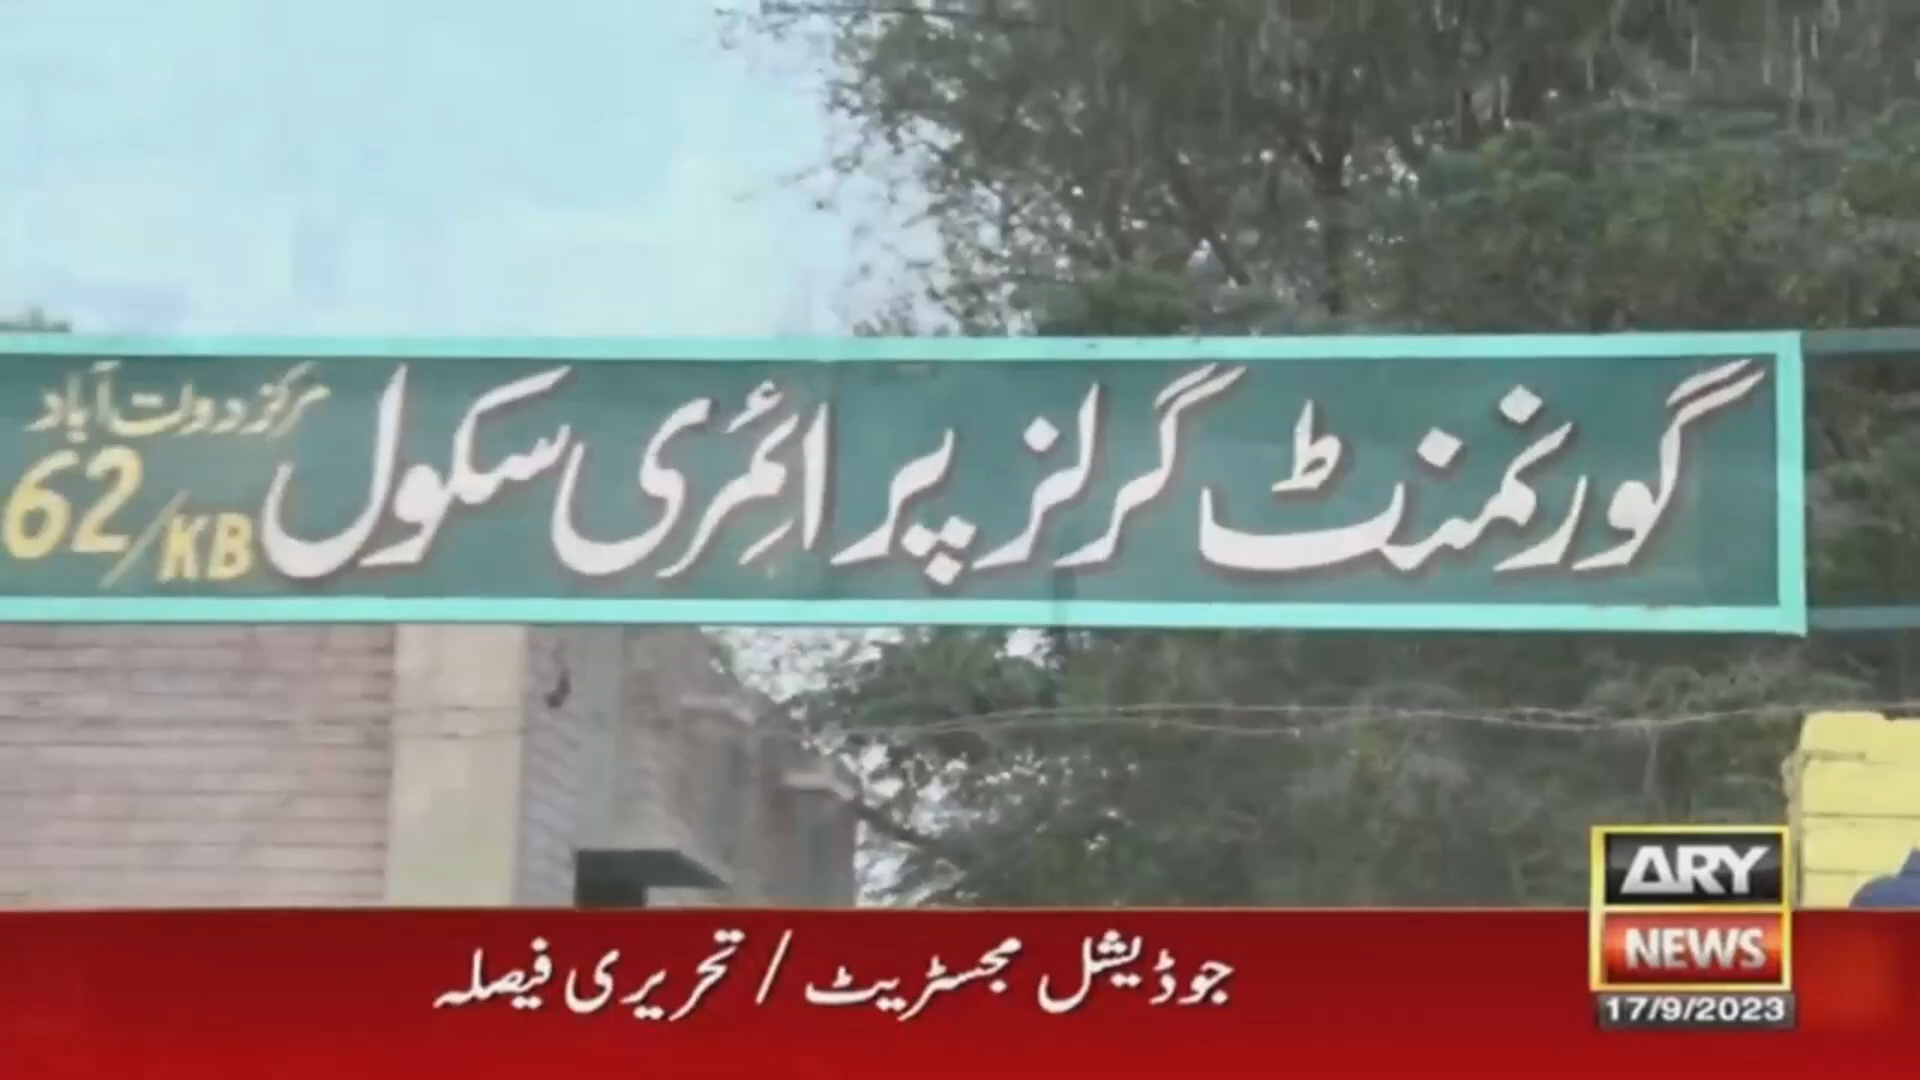 گورنمنٹ گرلز پرائمری سکول
مرکز دولت آباد
62/KB
جوڈیشل مجسٹریٹ / تحریری فیصلہ
ARY
NEWS
17/9/2023